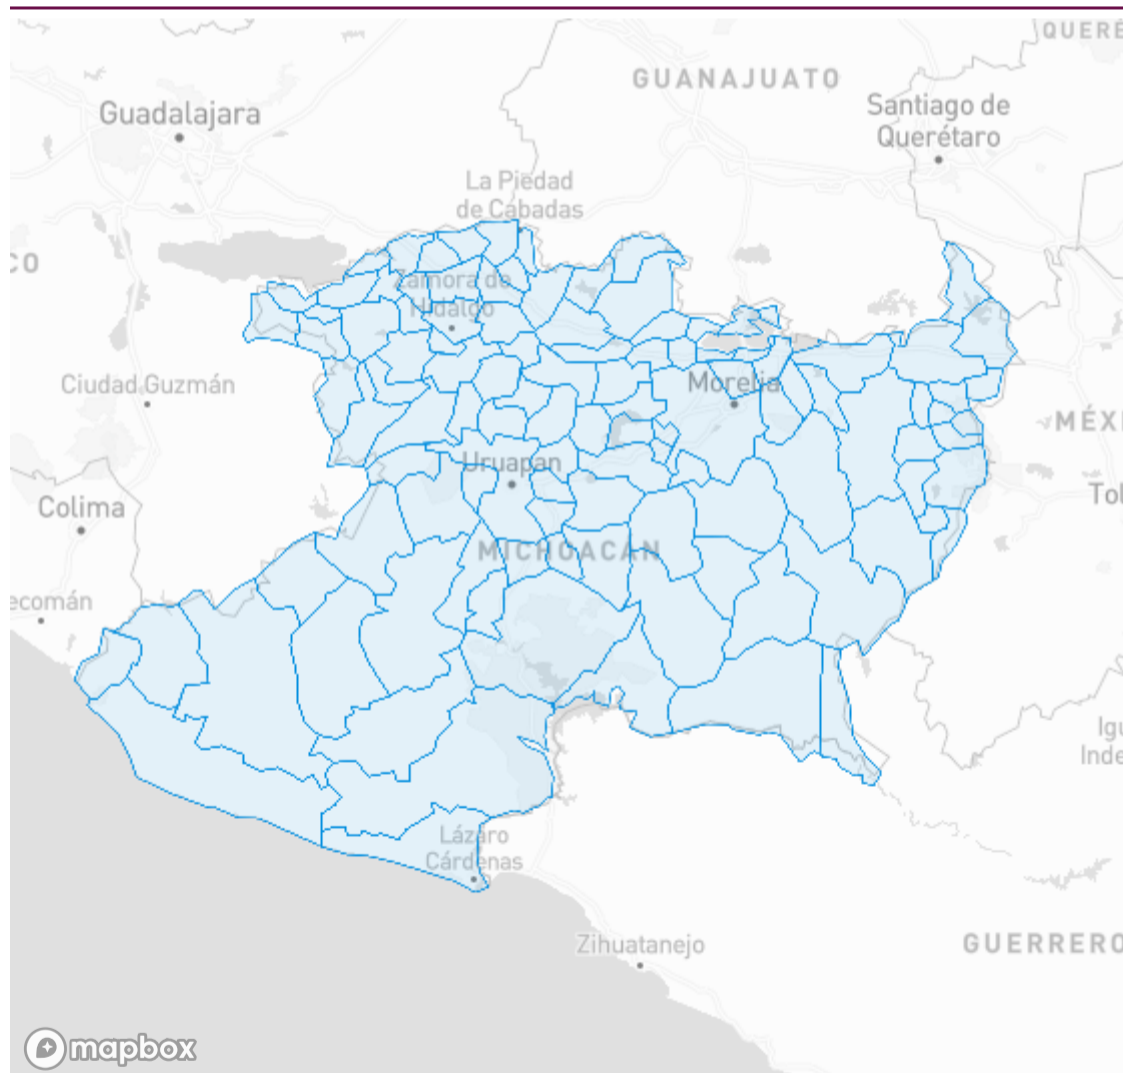 QUERÉ
GUANAJUATO
Guadalajara
Santiago de
Querétaro
La Piedad
de Cabadas
CO
Zamora de
Hidalgo
Ciudad Guzmán
Morelia
MÉXI
Uruapan
Tol
Colima
MICHOACÁN
ecomán
Igu
Inde
Lázaro
Cárdenas
Zihuatanejo
GUERRERO
mapbox